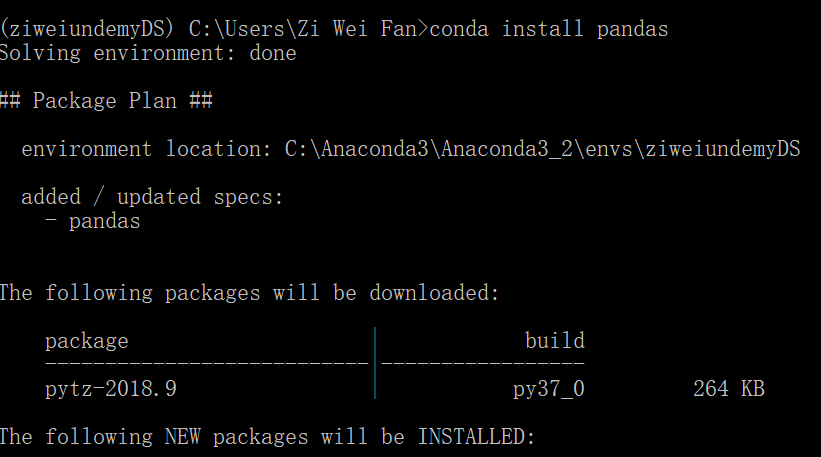 (ziweiundemyDS) C:\Users\Zi Wei Fan>conda install pandas
Solving environment: done
## Package Plan ##
environment location: C:\Anaconda3\Anaconda3_2\envs\ziweiundemyDS
added / updated specs:
- pandas
The following packages will be downloaded:
package | build
---------------------------|-----------------
pytz-2018.9 | py37_0 264 KB
The following NEW packages will be INSTALLED: